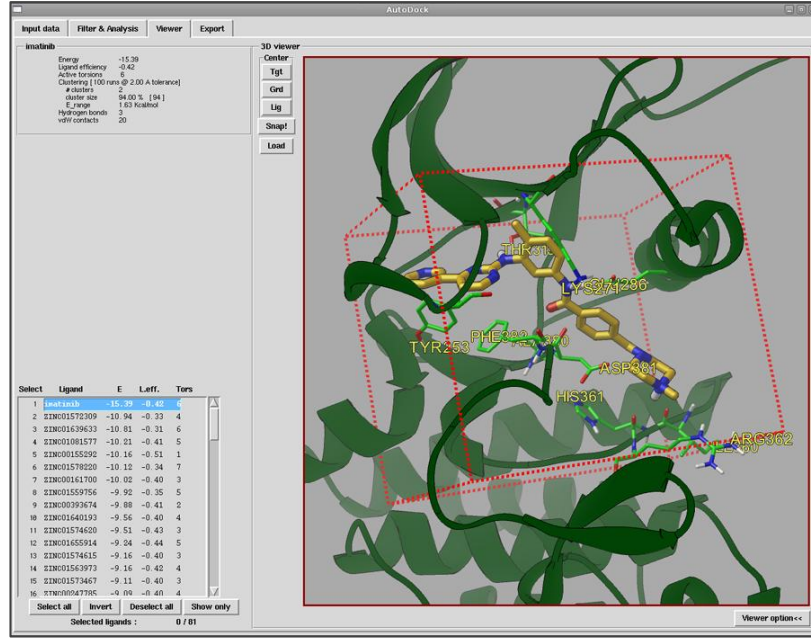 AutoDock
Input data Filter & Analysis Viewer Export
imatinib
Energy -15.39
Ligand efficiency -0.42
Active torsions 6
Clustering [ 100 runs @ 2.00 A tolerance]
# clusters 2
cluster size 94.00 % [ 94 ]
E_range 1.63 Kcal/mol
Hydrogen bonds 3
vdW contacts 20
3D viewer
Center
Tgt
Grd
Lig
Snap!
Load
LYS271
TYR253
ASP381
HIS361
ARG362
Select Ligand E L.eff. Tors
1 imatinib -15.39 -0.42 6
2 ZINC01572309 -10.94 -0.33 4
3 ZINC01639633 -10.81 -0.31 6
4 ZINC01081577 -10.21 -0.41 5
5 ZINC00155292 -10.16 -0.51 1
6 ZINC01578220 -10.12 -0.34 7
7 ZINC00161700 -10.02 -0.40 3
8 ZINC01559756 -9.92 -0.35 5
9 ZINC00393674 -9.88 -0.41 2
10 ZINC01640193 -9.56 -0.40 4
11 ZINC01574620 -9.51 -0.43 3
12 ZINC01655914 -9.24 -0.44 5
13 ZINC01574615 -9.16 -0.40 3
14 ZINC01563973 -9.16 -0.42 4
15 ZINC01573467 -9.11 -0.40 3
16 ZINC00247785 -9.09 -0.40 4
Select all Invert Deselect all Show only
Selected ligands : 0 / 81
Viewer option<<